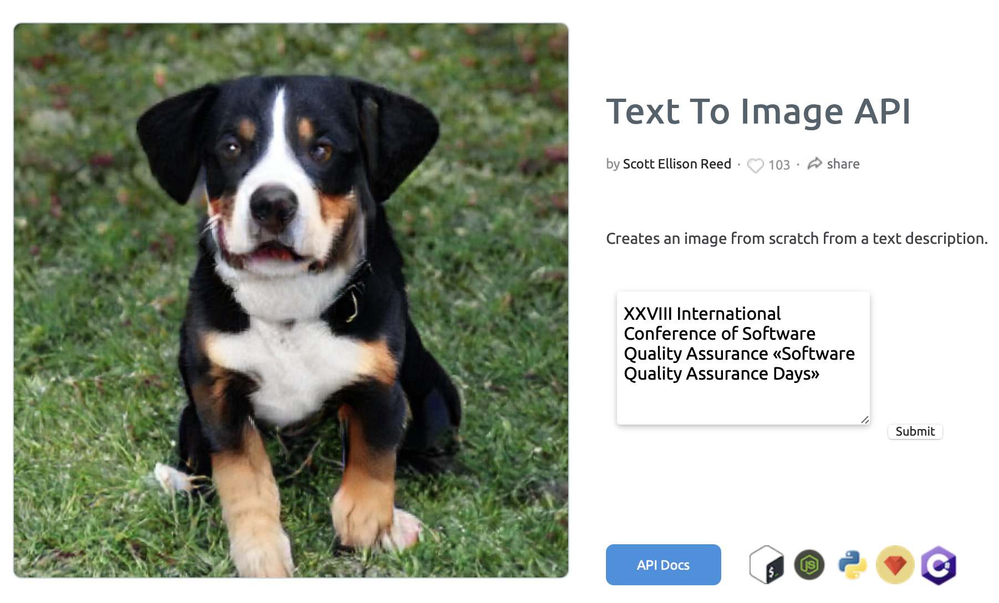 Text To Image API
by Scott Ellison Reed · 103 · share
Creates an image from scratch from a text description.
XXVIII International
Conference of Software
Quality Assurance «Software
Quality Assurance Days»
Submit
API Docs
$_
JS
C#